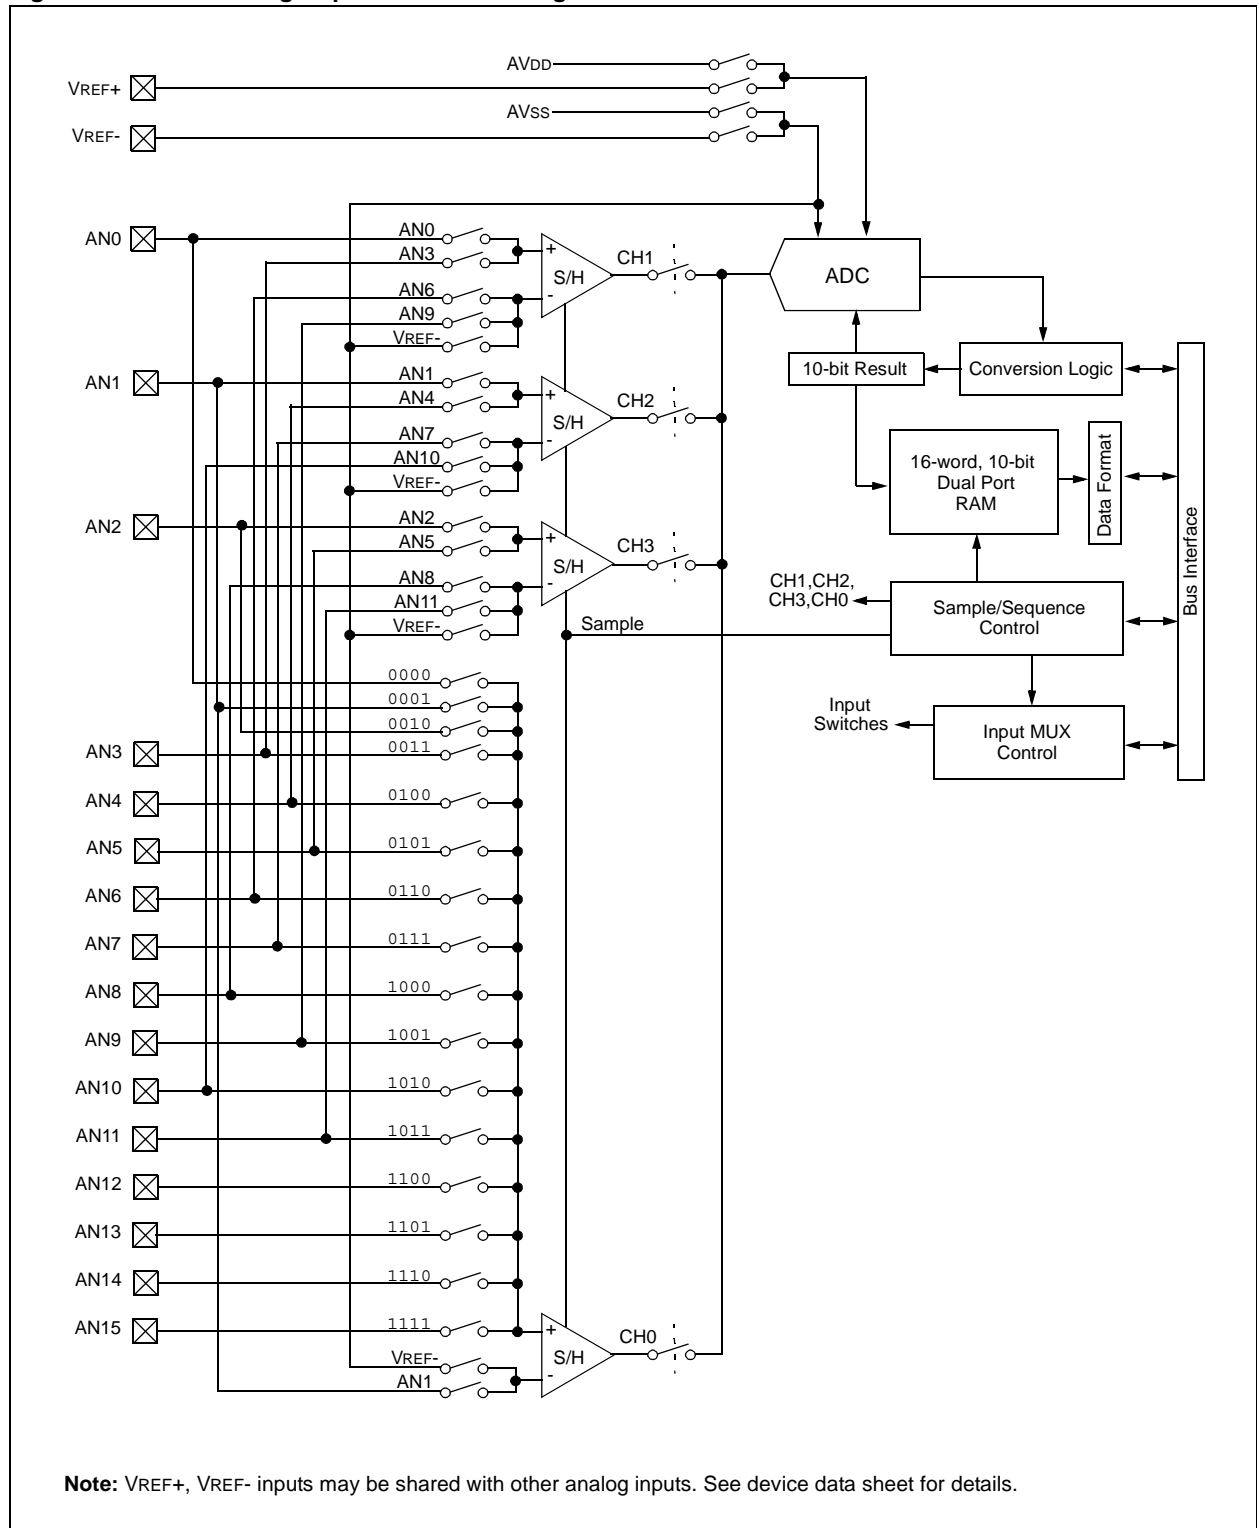 AVDD
VREF+
AVSS
VREF-
AN0
AN0
AN3
+
S/H
-
CH1
ADC
AN6
AN9
VREF-
10-bit Result
Conversion Logic
AN1
AN1
AN4
+
S/H
-
CH2
AN7
AN10
VREF-
16-word, 10-bit
Dual Port
RAM
Data Format
Bus Interface
AN2
AN2
AN5
+
S/H
-
CH3
AN8
AN11
VREF-
CH1,CH2,
CH3,CH0
Sample/Sequence
Control
Sample
0000
0001
0010
0011
Input
Switches
Input MUX
Control
AN3
AN4
0100
AN5
0101
AN6
0110
AN7
0111
AN8
1000
AN9
1001
AN10
1010
AN11
1011
AN12
1100
AN13
1101
AN14
1110
AN15
1111
+
S/H
-
CH0
VREF-
AN1
Note: VREF+, VREF- inputs may be shared with other analog inputs. See device data sheet for details.